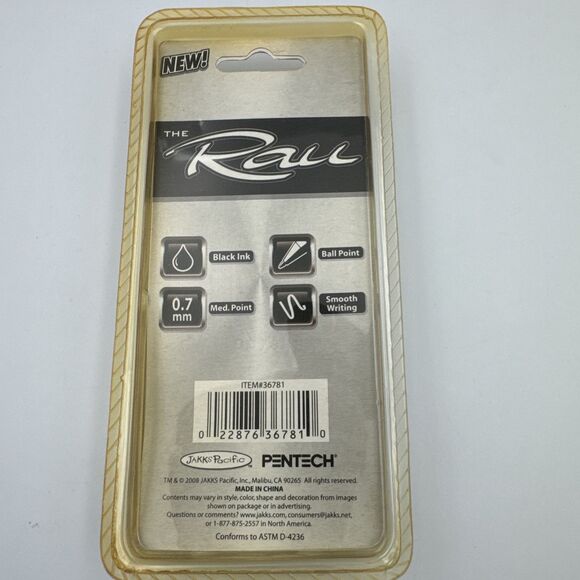 NEW!
THE Rau
Black Ink
Ball Point
0.7 mm
Med. Point
Smooth Writing
ITEM#36781
0 22876 36781 0
JAKKS Pacific™ PENTECH®
TM & © 2008 JAKKS Pacific, Inc., Malibu, CA 90265 All rights reserved.
MADE IN CHINA
Contents may vary in style, color, shape and decoration from images
shown on package or in advertising.
Questions or comments? www.jakks.com, consumers@jakks.net,
or 1-877-875-2557 in North America.
Conforms to ASTM D-4236